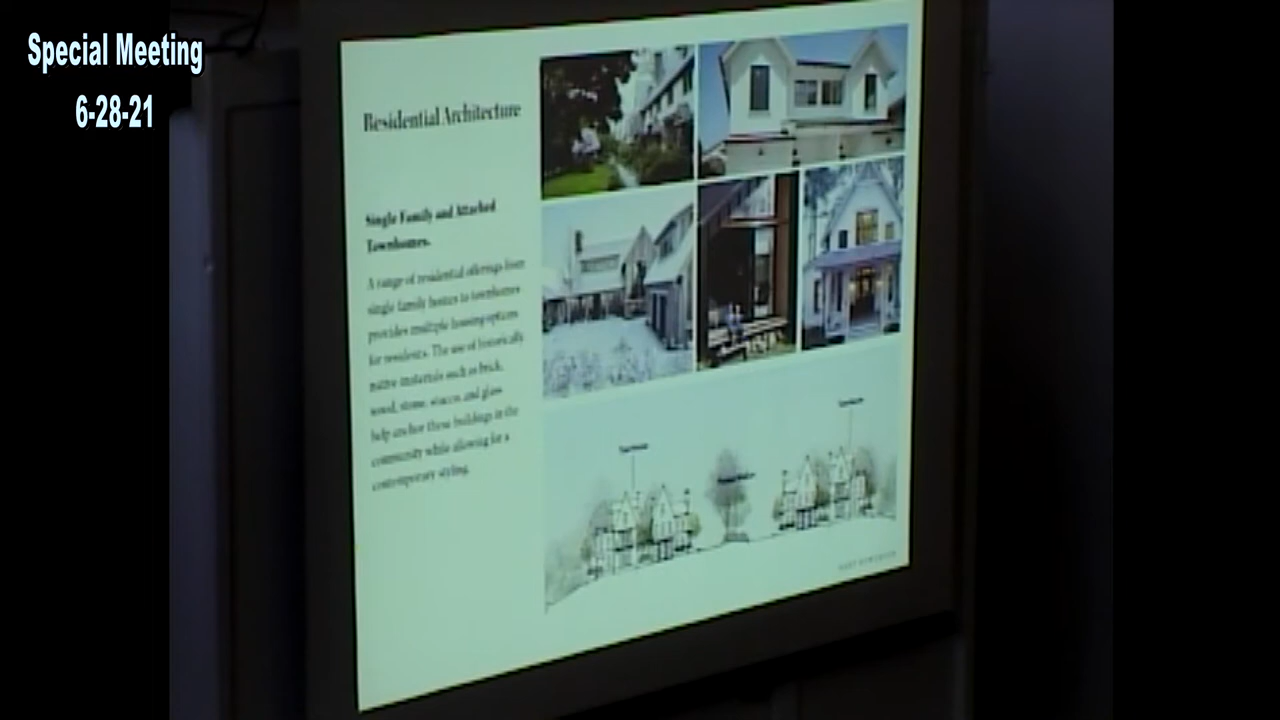 Special Meeting
6-28-21
Residential Architecture
Single Family and Attached
Townhomes.
A range of residential offerings from
single family homes to townhomes
provides multiple housing options
for residents. The use of historically
native materials such as brick,
wood, stone, stucco, and glass
help anchor these buildings in the
community while allowing for a
contemporary styling.